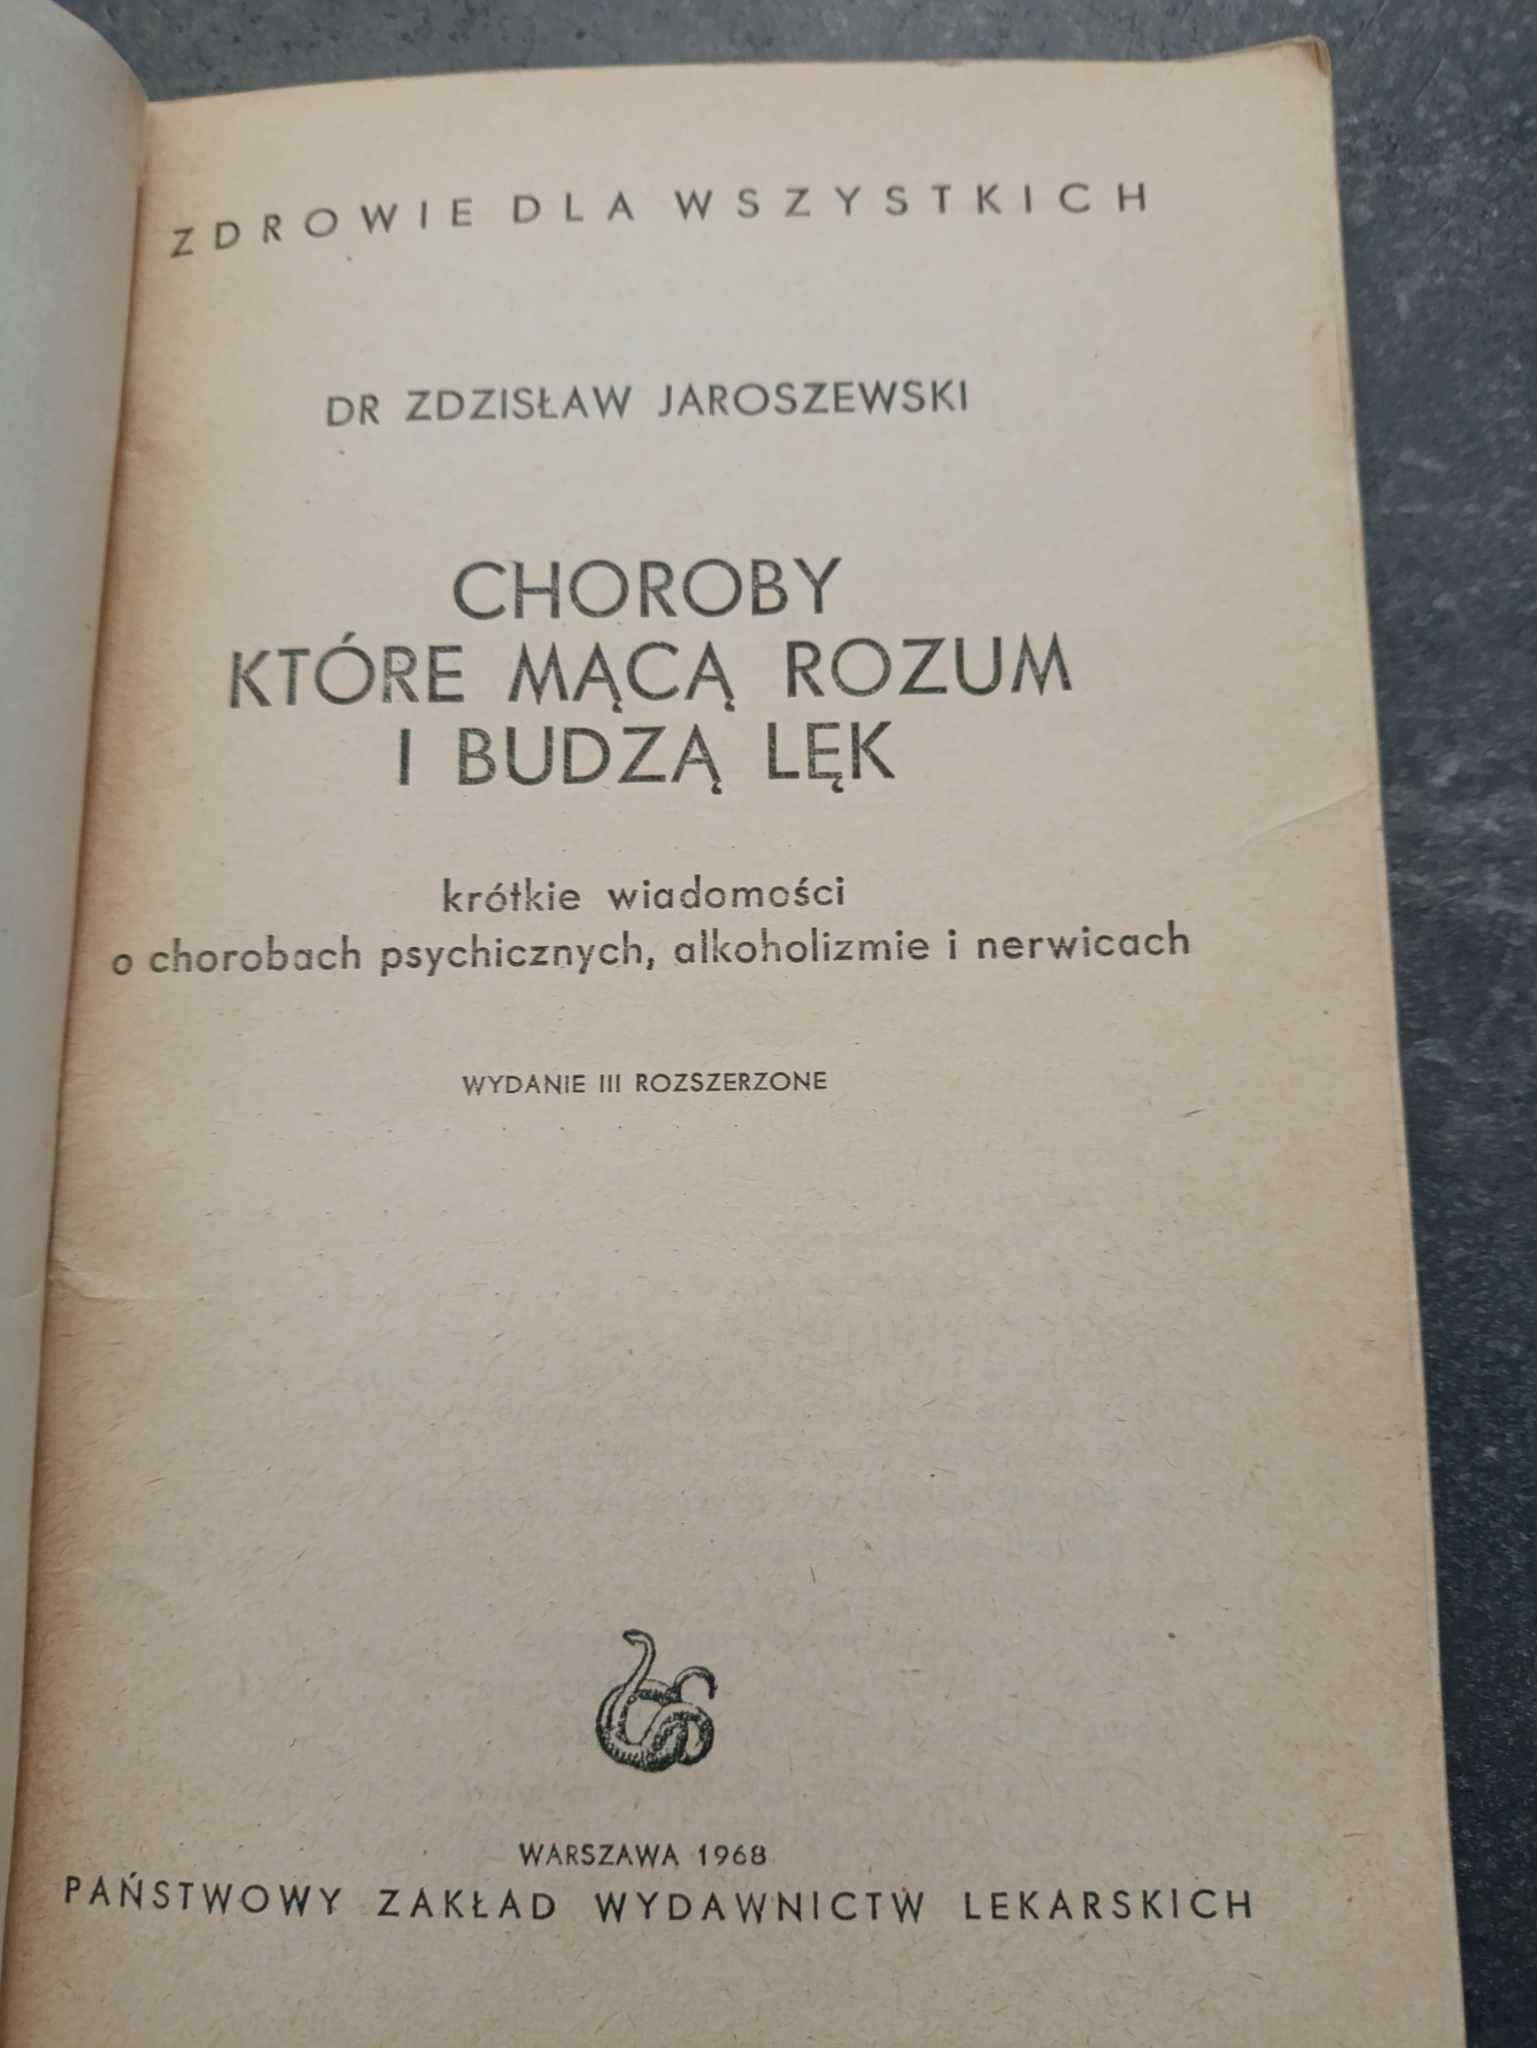 ZDROWIE DLA WSZYSTKICH
DR ZDZISŁAW JAROSZEWSKI
CHOROBY
KTÓRE MĄCĄ ROZUM
I BUDZĄ LĘK
krótkie wiadomości
o chorobach psychicznych, alkoholizmie i nerwicach
WYDANIE III ROZSZERZONE
WARSZAWA 1968
PAŃSTWOWY ZAKŁAD WYDAWNICTW LEKARSKICH